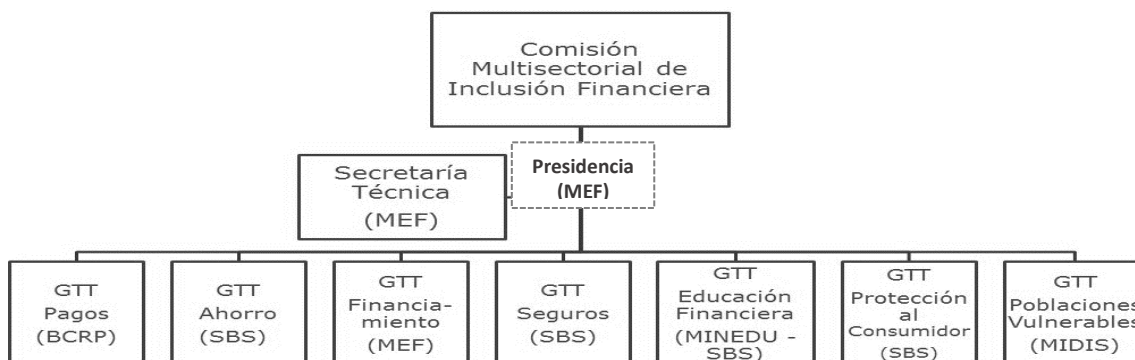 Comisión
Multisectorial de
Inclusión Financiera
Presidencia
(MEF)
Secretaría
Técnica
(MEF)
GTT
Pagos
(BCRP)
GTT
Ahorro
(SBS)
GTT
Financia-
miento
(MEF)
GTT
Seguros
(SBS)
GTT
Educación
Financiera
(MINEDU -
SBS)
GTT
Protección
al
Consumidor
(SBS)
GTT
Poblaciones
Vulnerables
(MIDIS)